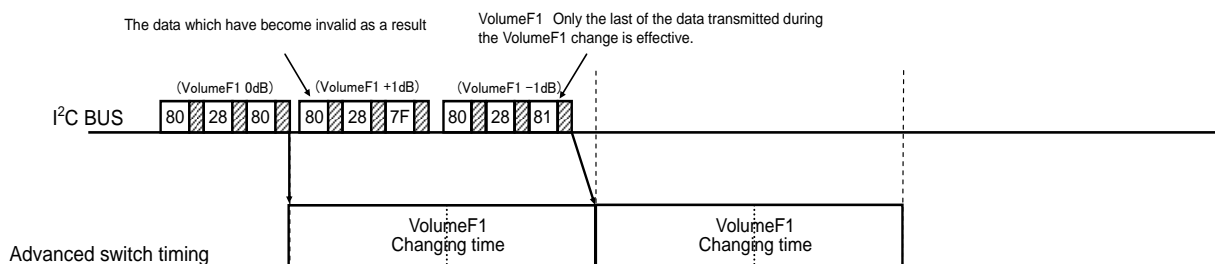 The data which have become invalid as a result
VolumeF1 Only the last of the data transmitted during
the VolumeF1 change is effective.
(VolumeF1 0dB)
(VolumeF1 +1dB)
(VolumeF1 −1dB)
I²C BUS
80 28 80
80 28 7F
80 28 81
VolumeF1
Changing time
VolumeF1
Changing time
Advanced switch timing